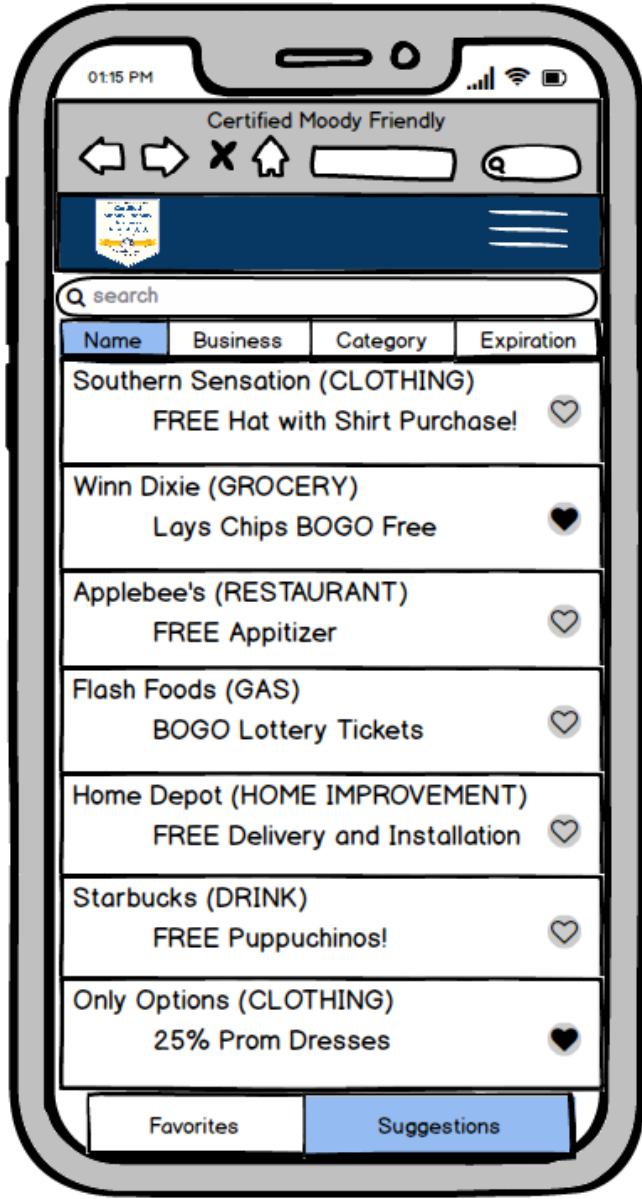 01:15 PM
Certified Moody Friendly
search
Name Business Category Expiration
Southern Sensation (CLOTHING)
FREE Hat with Shirt Purchase!
Winn Dixie (GROCERY)
Lays Chips BOGO Free
Applebee's (RESTAURANT)
FREE Appitizer
Flash Foods (GAS)
BOGO Lottery Tickets
Home Depot (HOME IMPROVEMENT)
FREE Delivery and Installation
Starbucks (DRINK)
FREE Puppuchinos!
Only Options (CLOTHING)
25% Prom Dresses
Favorites Suggestions